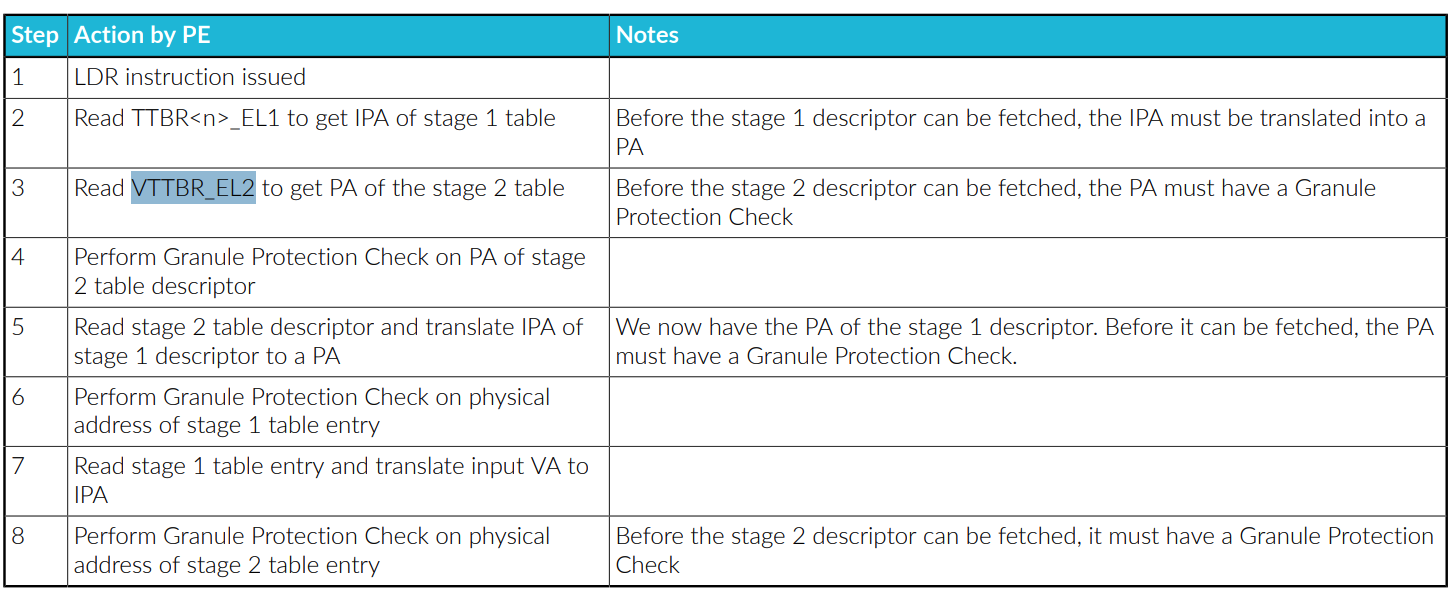 Step Action by PE Notes
1 LDR instruction issued
2 Read TTBR<n>_EL1 to get IPA of stage 1 table Before the stage 1 descriptor can be fetched, the IPA must be translated into a
PA
3 Read VTTBR_EL2 to get PA of the stage 2 table Before the stage 2 descriptor can be fetched, the PA must have a Granule
Protection Check
4 Perform Granule Protection Check on PA of stage
2 table descriptor
5 Read stage 2 table descriptor and translate IPA of We now have the PA of the stage 1 descriptor. Before it can be fetched, the PA
stage 1 descriptor to a PA must have a Granule Protection Check.
6 Perform Granule Protection Check on physical
address of stage 1 table entry
7 Read stage 1 table entry and translate input VA to
IPA
8 Perform Granule Protection Check on physical Before the stage 2 descriptor can be fetched, it must have a Granule Protection
address of stage 2 table entry Check